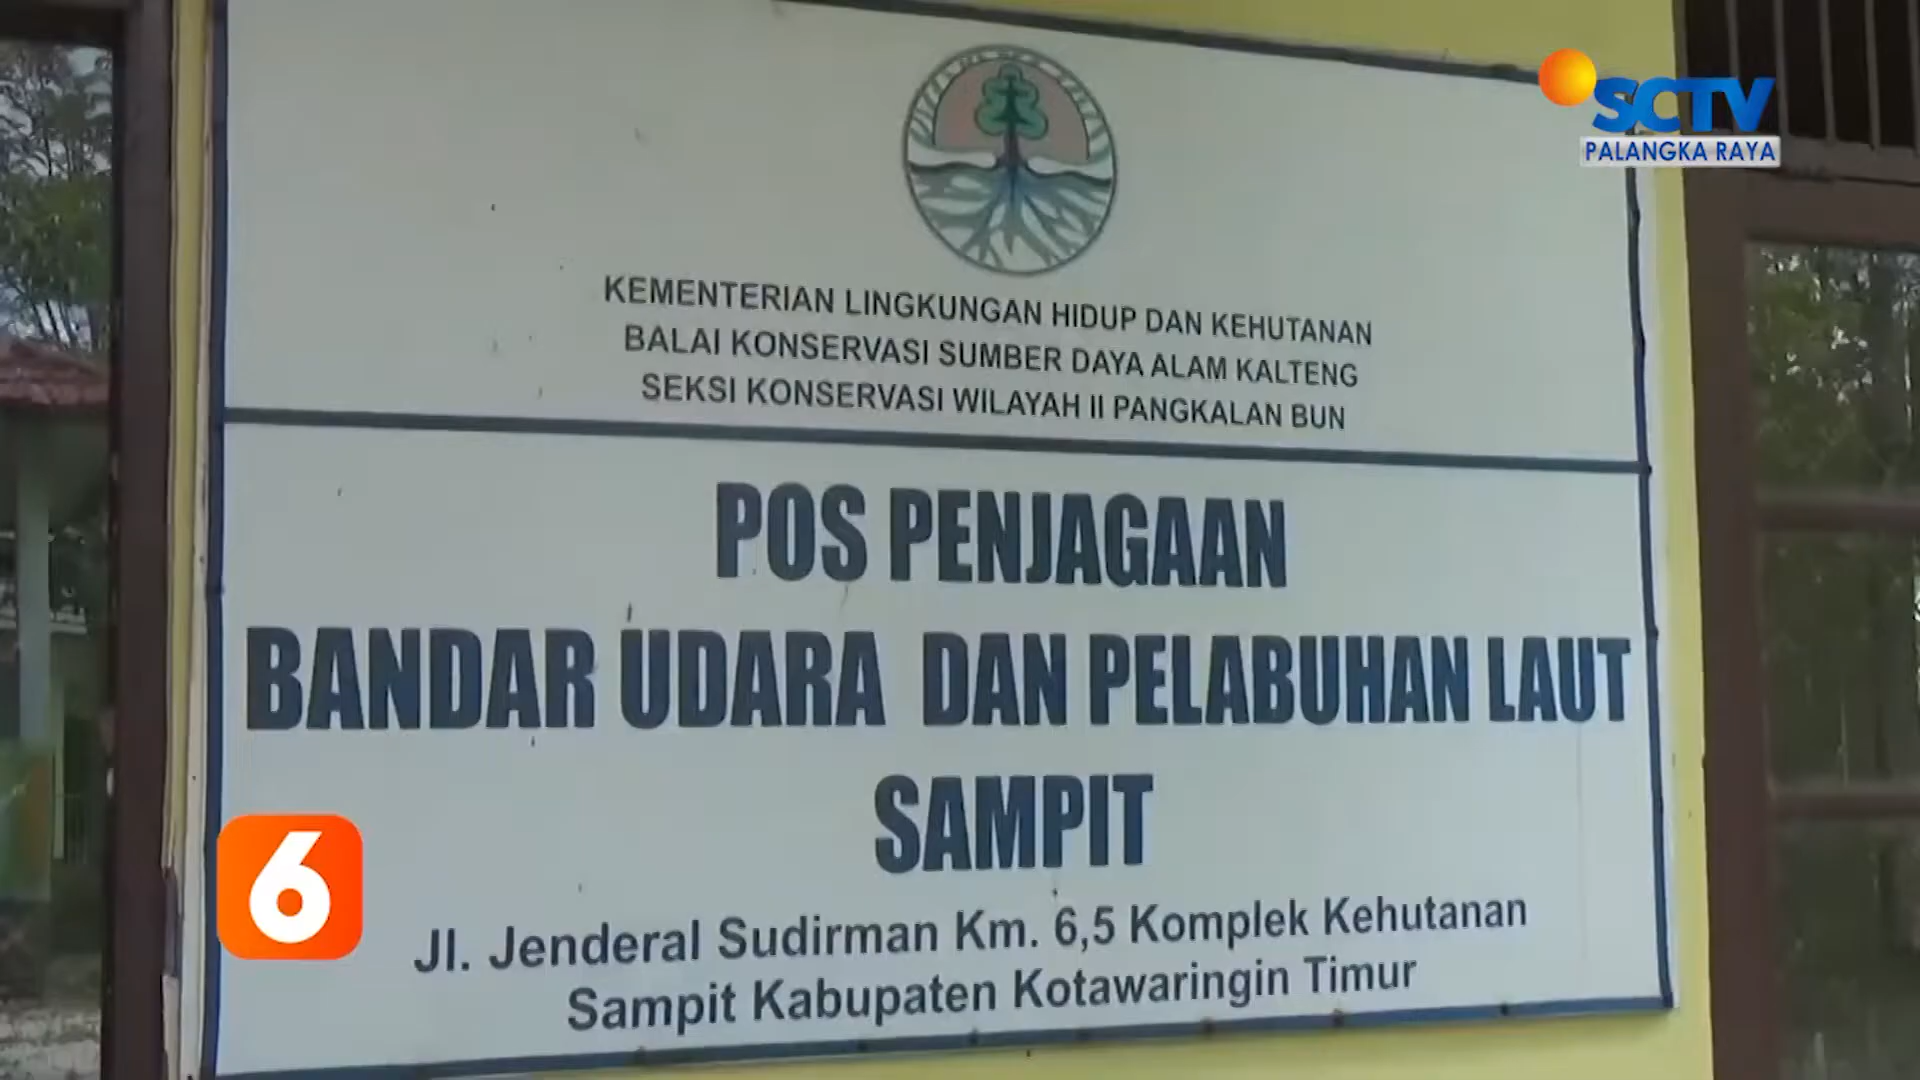 SCTV
PALANGKA RAYA
KEMENTERIAN LINGKUNGAN HIDUP DAN KEHUTANAN
BALAI KONSERVASI SUMBER DAYA ALAM KALTENG
SEKSI KONSERVASI WILAYAH II PANGKALAN BUN
POS PENJAGAAN
BANDAR UDARA DAN PELABUHAN LAUT
SAMPIT
6
Jl. Jenderal Sudirman Km. 6,5 Komplek Kehutanan
Sampit Kabupaten Kotawaringin Timur